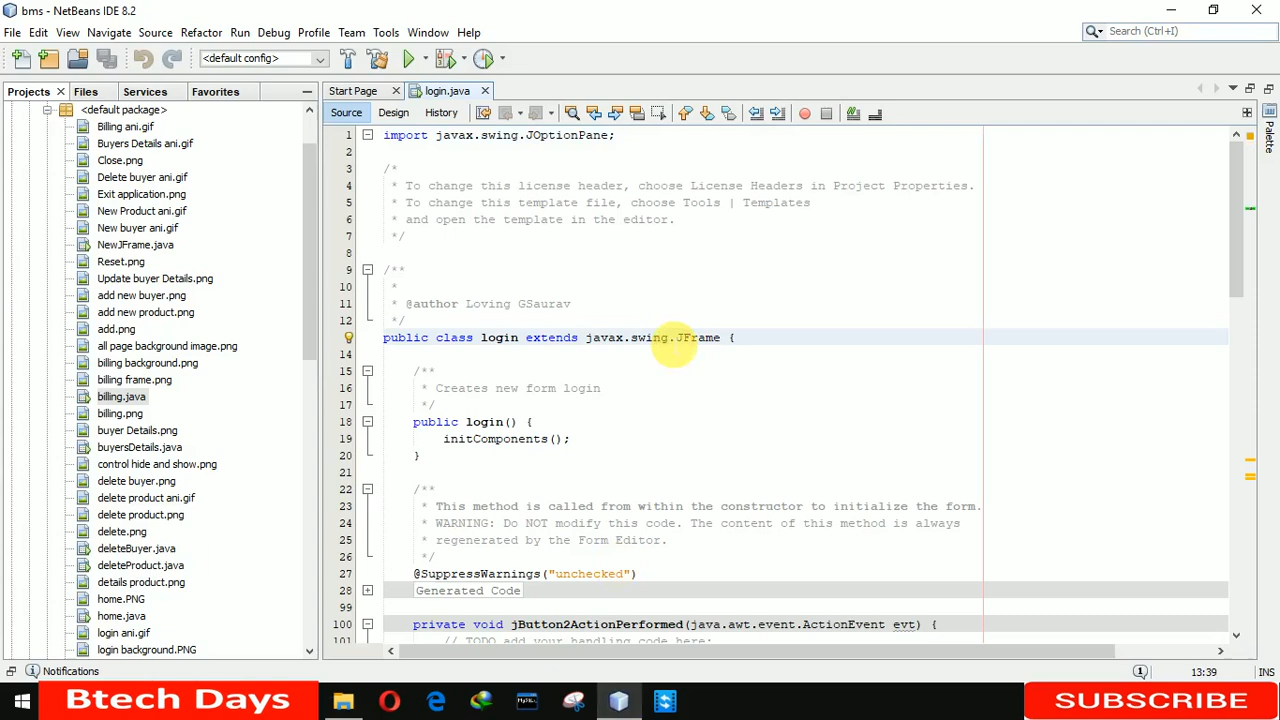 bms - NetBeans IDE 8.2
File Edit View Navigate Source Refactor Run Debug Profile Team Tools Window Help
Search (Ctrl+I)
<default config>
Projects Files Services Favorites
Start Page login.java
Source Design History
<default package>
Billing ani.gif
Buyers Details ani.gif
Close.png
Delete buyer ani.gif
Exit application.png
New Product ani.gif
New buyer ani.gif
NewJFrame.java
Reset.png
Update buyer Details.png
add new buyer.png
add new product.png
add.png
all page background image.png
billing background.png
billing frame.png
billing.java
billing.png
buyer Details.png
buyersDetails.java
control hide and show.png
delete buyer.png
delete product ani.gif
delete product.png
delete.png
deleteBuyer.java
deleteProduct.java
details product.png
home.PNG
home.java
login ani.gif
login background.PNG
1 import javax.swing.JOptionPane;
2
3 /*
4 * To change this license header, choose License Headers in Project Properties.
5 * To change this template file, choose Tools | Templates
6 * and open the template in the editor.
7 */
8
9 /**
10 *
11 * @author Loving GSaurav
12 */
public class login extends javax.swing.JFrame {
14
15 /**
16 * Creates new form login
17 */
18 public login() {
19 initComponents();
20 }
21
22 /**
23 * This method is called from within the constructor to initialize the form.
24 * WARNING: Do NOT modify this code. The content of this method is always
25 * regenerated by the Form Editor.
26 */
27 @SuppressWarnings("unchecked")
28 Generated Code
99
100 private void jButton2ActionPerformed(java.awt.event.ActionEvent evt) {
101 // TODO add your handling code here:
Palette
Notifications
13:39 INS
Btech Days
MySQL
SUBSCRIBE